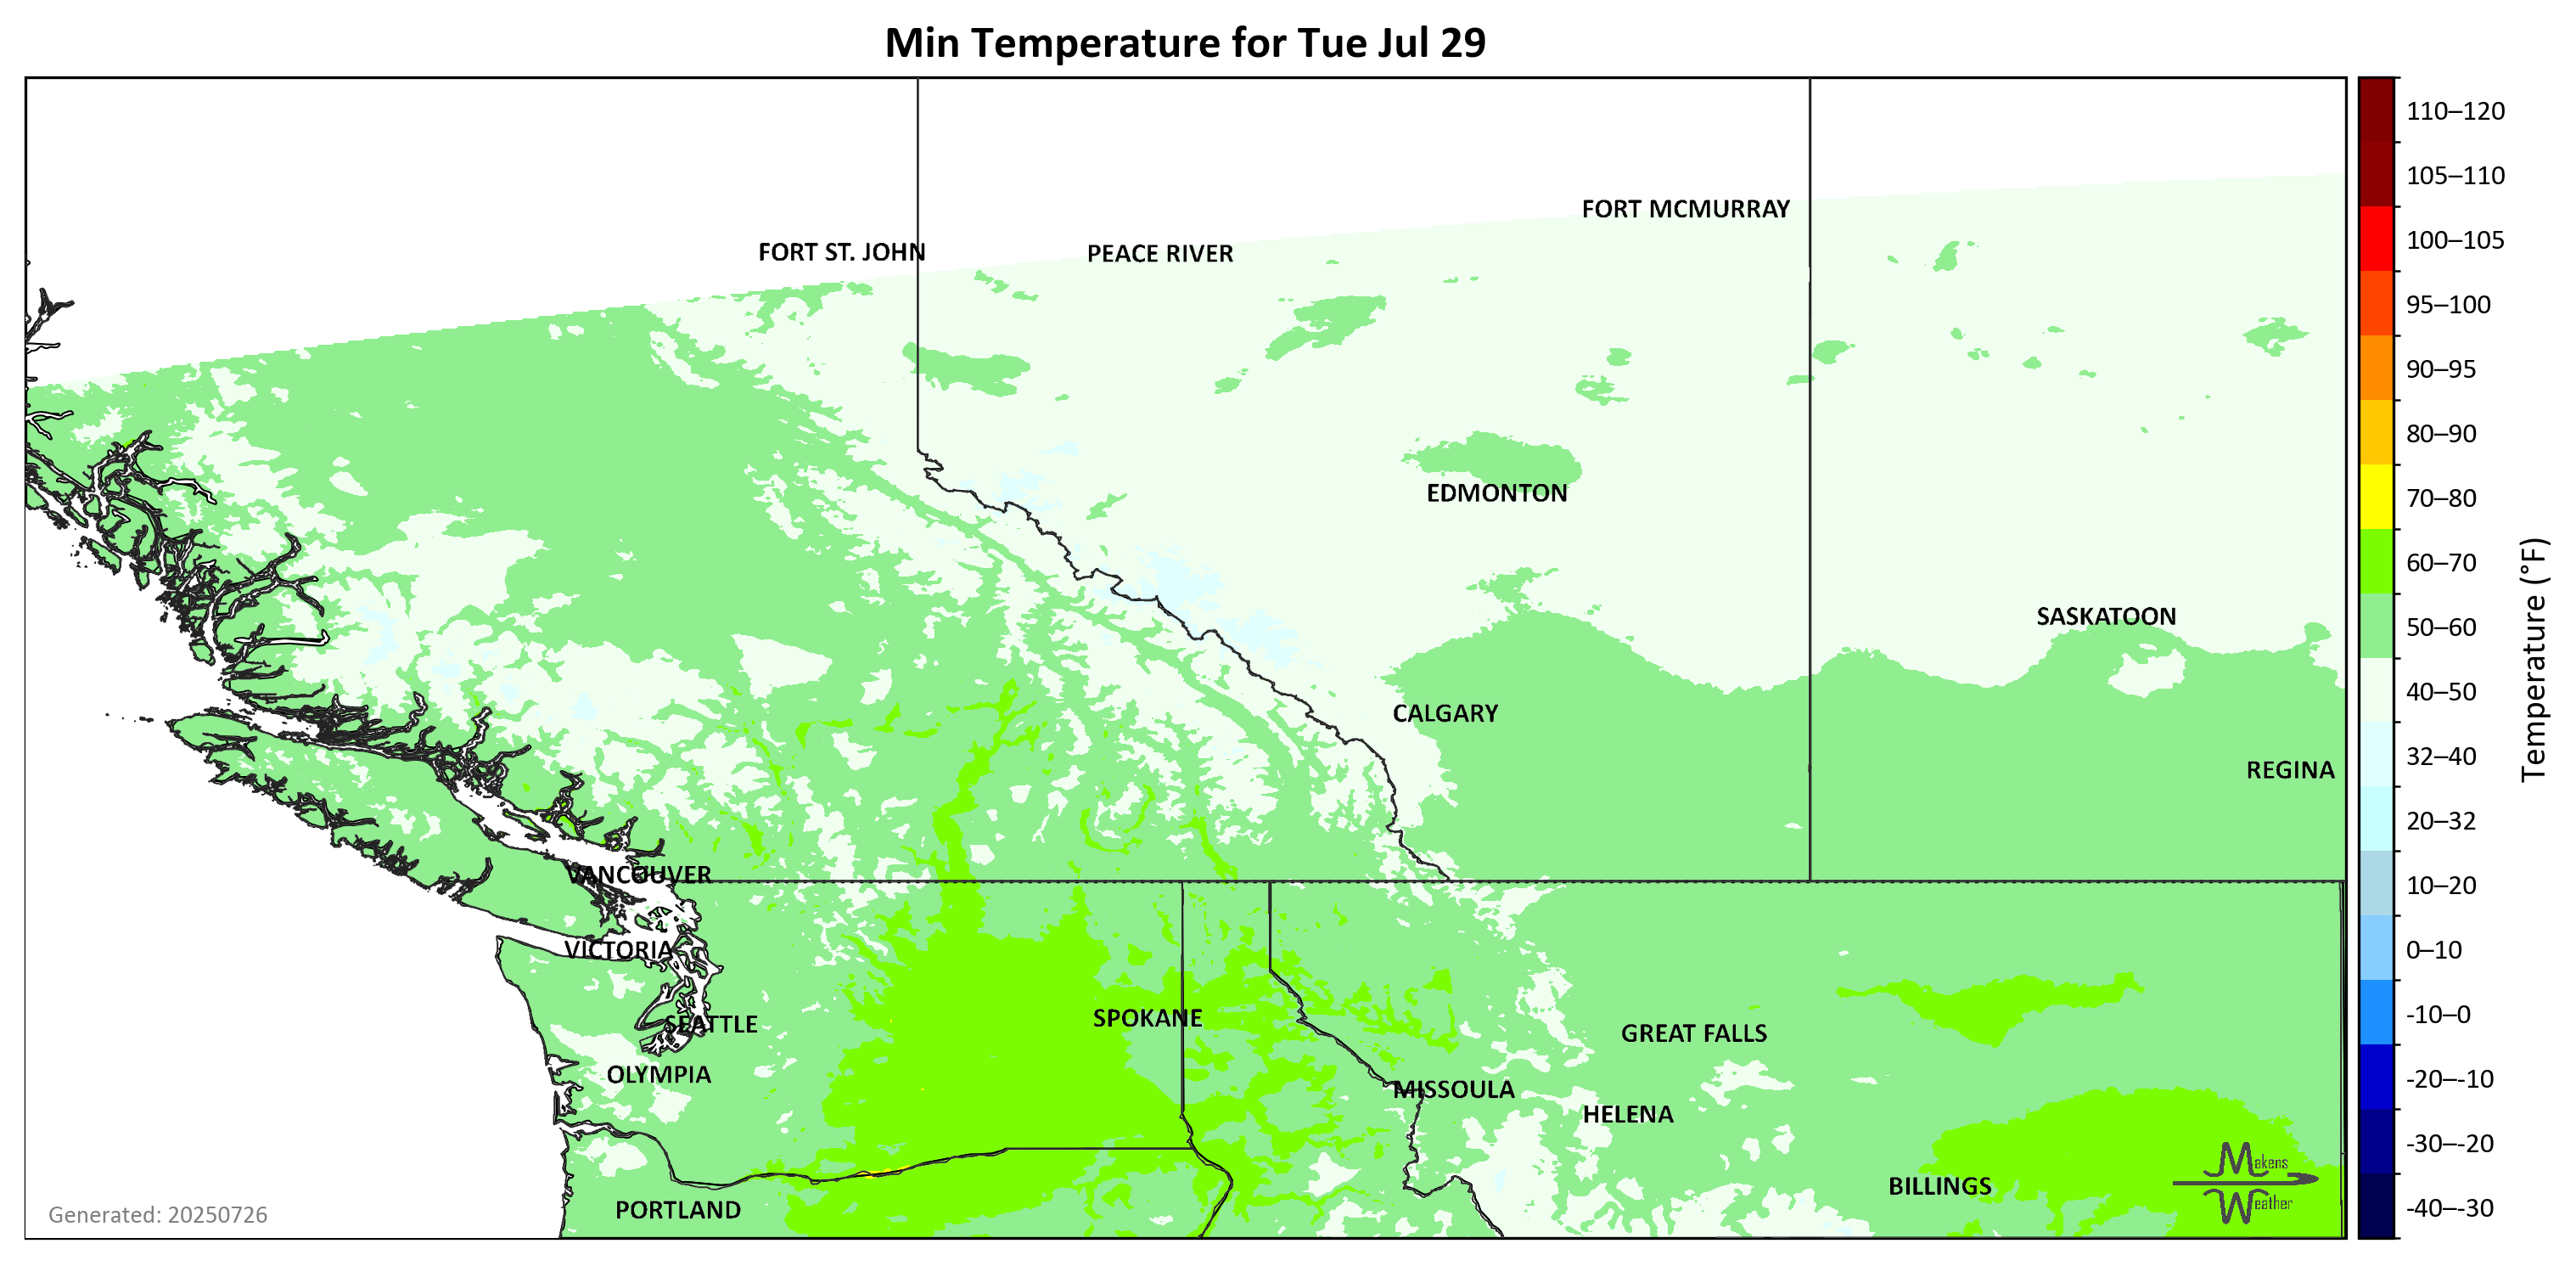 Min Temperature for Tue Jul 29
FORT MCMURRAY
FORT ST. JOHN
PEACE RIVER
EDMONTON
SASKATOON
CALGARY
REGINA
VANCOUVER
VICTORIA
SEATTLE
SPOKANE
GREAT FALLS
OLYMPIA
MISSOULA
HELENA
BILLINGS
PORTLAND
Makens
Weather
Generated: 20250726
110–120
105–110
100–105
95–100
90–95
80–90
70–80
60–70
50–60
40–50
32–40
20–32
10–20
0–10
-10–0
-20–-10
-30–-20
-40–-30
Temperature (°F)